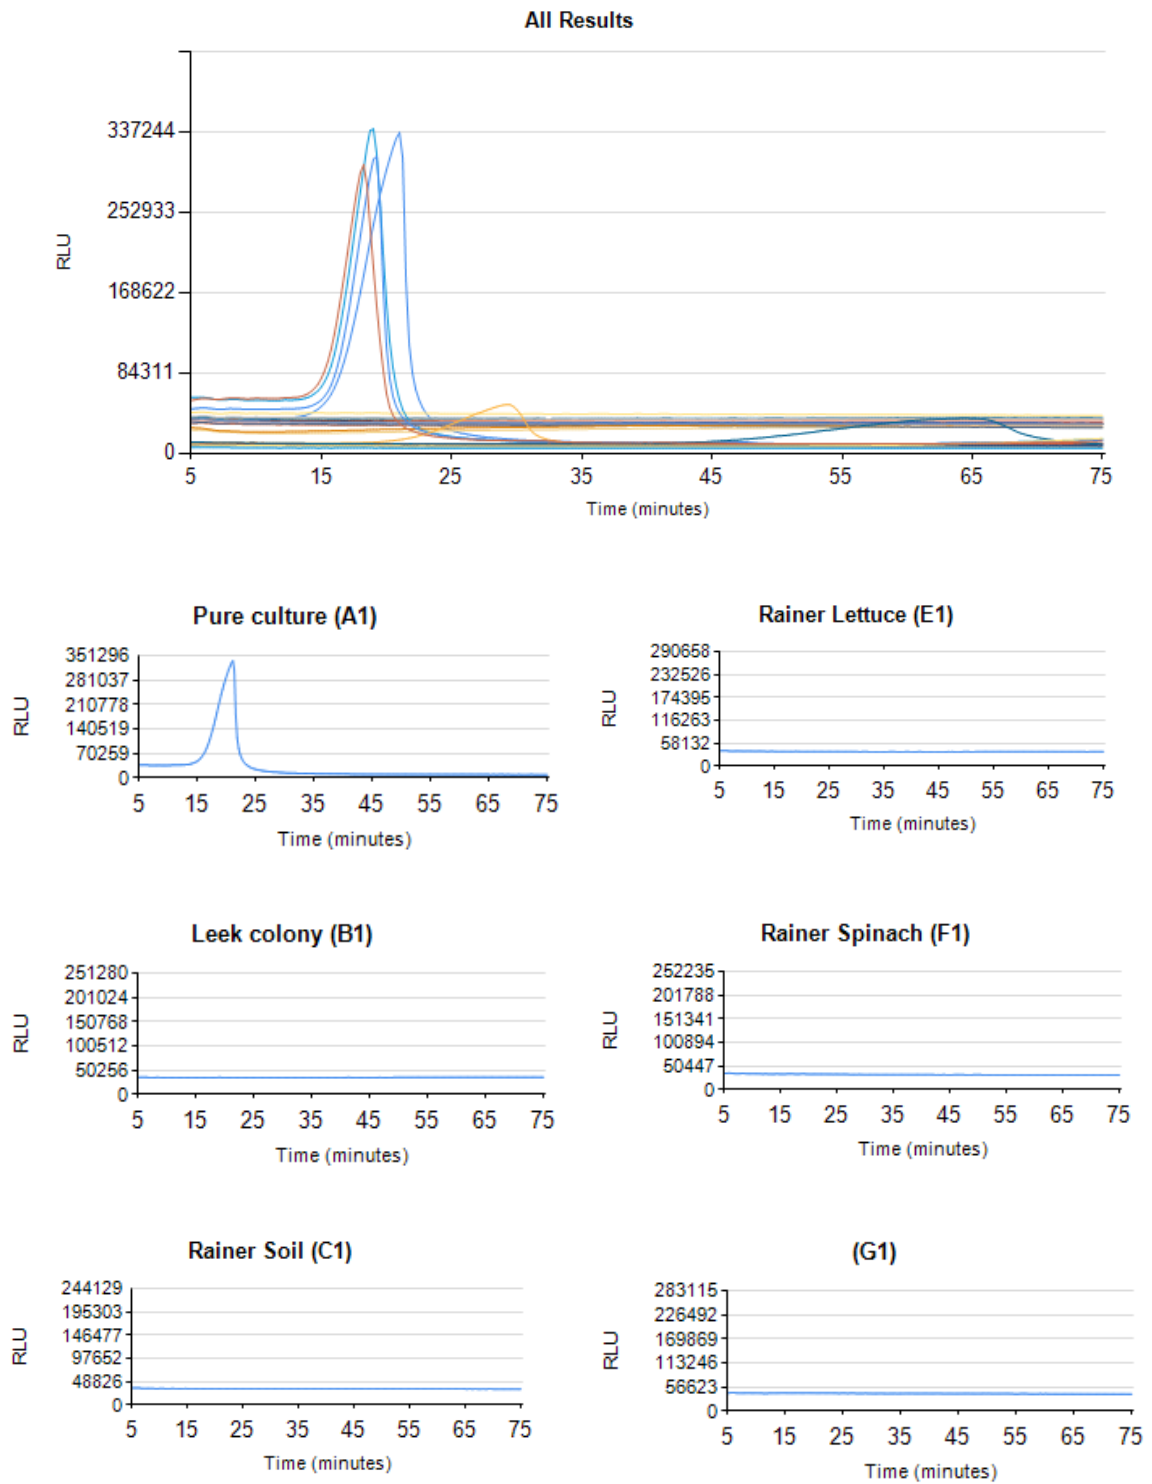 All Results
RLU
337244
252933
168622
84311
0
5 15 25 35 45 55 65 75
Time (minutes)
Pure culture (A1)
RLU
351296
281037
210778
140519
70259
0
5 15 25 35 45 55 65 75
Time (minutes)
Rainer Lettuce (E1)
RLU
290658
232526
174395
116263
58132
0
5 15 25 35 45 55 65 75
Time (minutes)
Leek colony (B1)
RLU
251280
201024
150768
100512
50256
0
5 15 25 35 45 55 65 75
Time (minutes)
Rainer Spinach (F1)
RLU
252235
201788
151341
100894
50447
0
5 15 25 35 45 55 65 75
Time (minutes)
Rainer Soil (C1)
RLU
244129
195303
146477
97652
48826
0
5 15 25 35 45 55 65 75
Time (minutes)
(G1)
RLU
283115
226492
169869
113246
56623
0
5 15 25 35 45 55 65 75
Time (minutes)